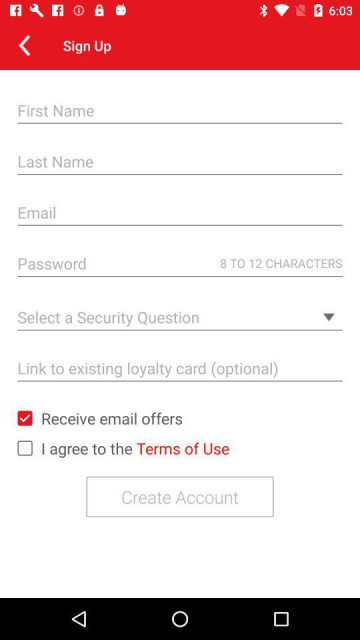 6:03
Sign Up
First Name
Last Name
Email
Password 8 TO 12 CHARACTERS
Select a Security Question
Link to existing loyalty card (optional)
Receive email offers
I agree to the Terms of Use
Create Account